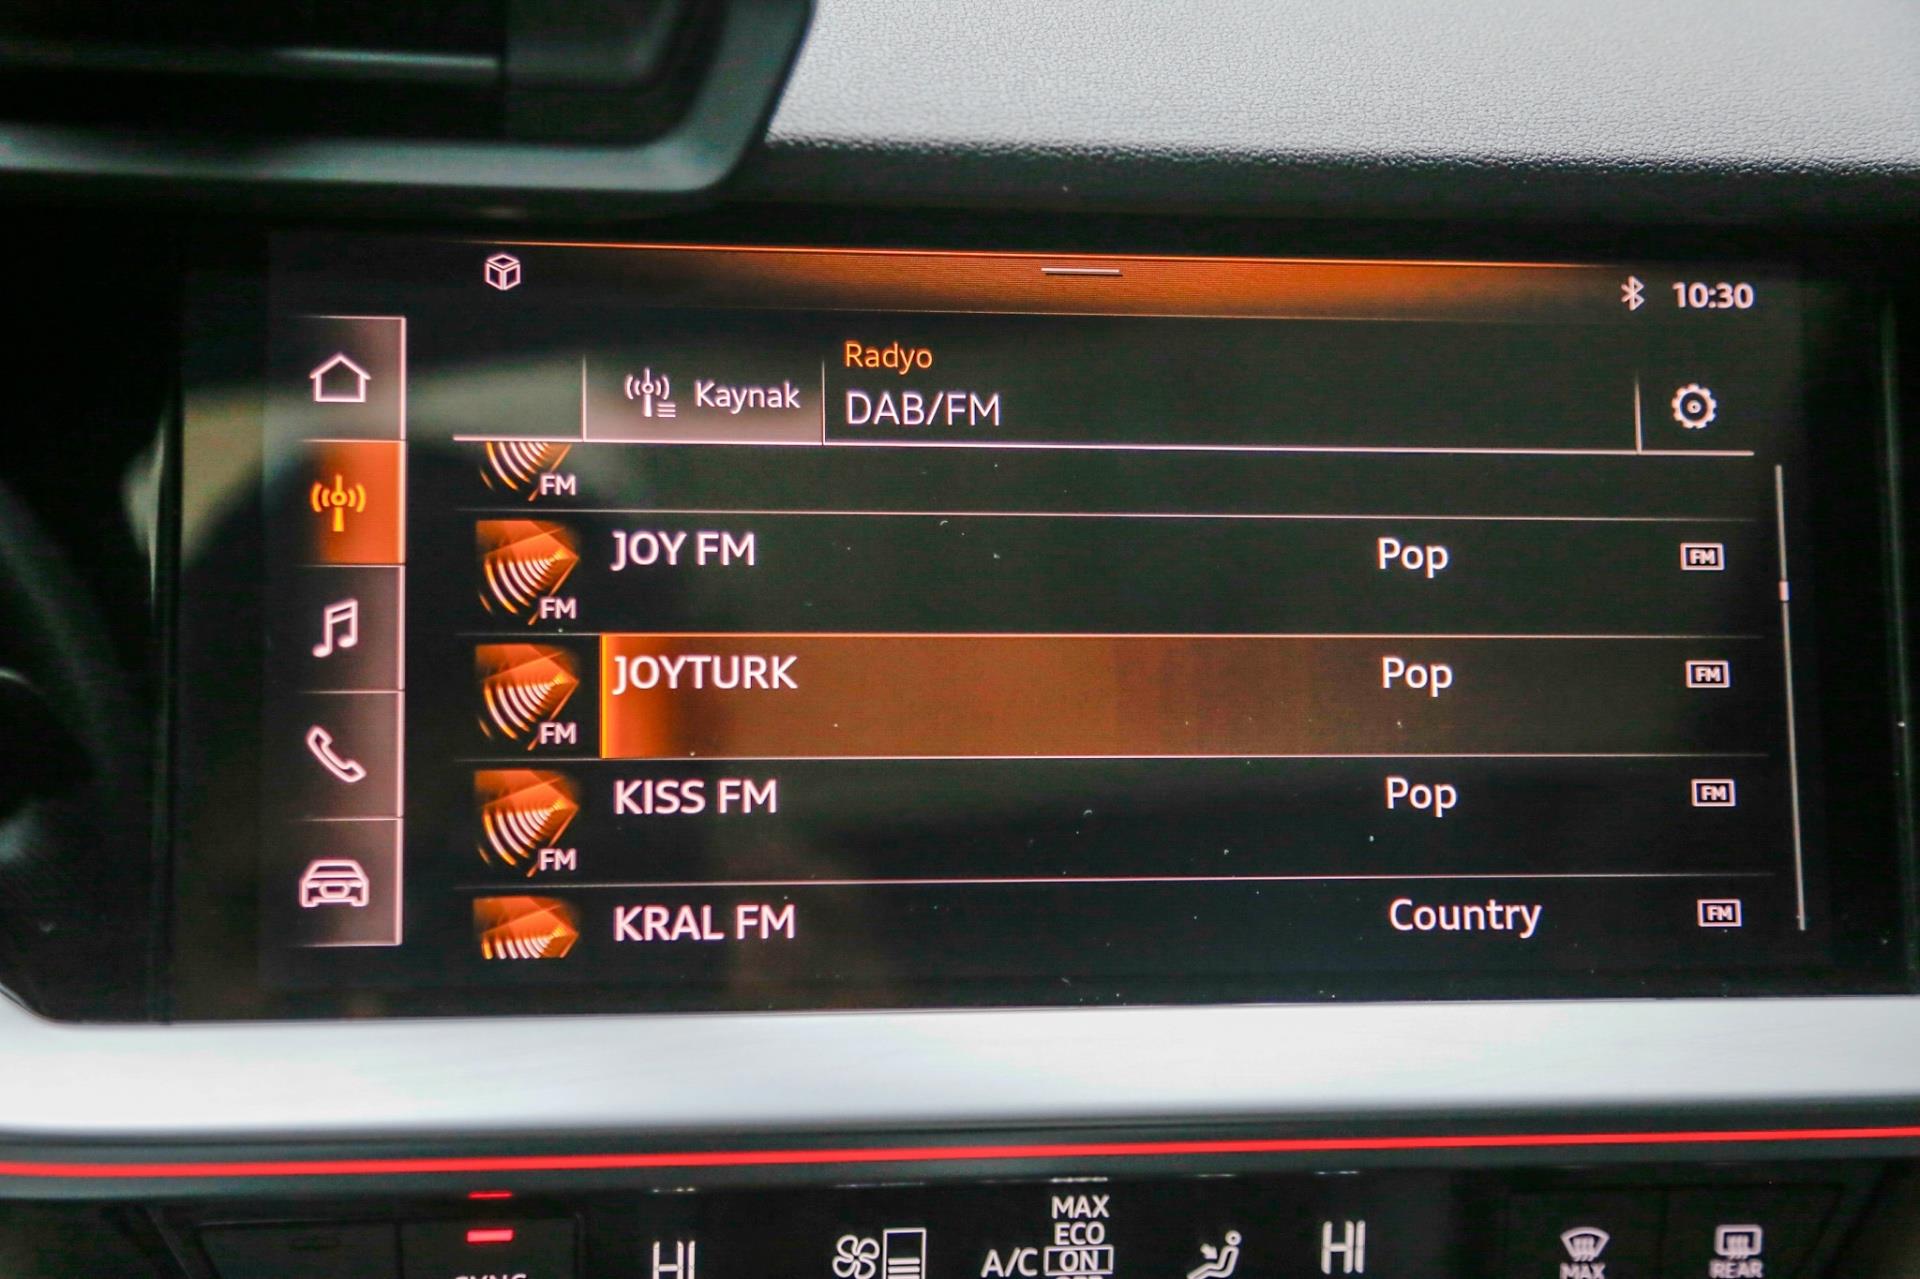 10:30
Radyo
Kaynak
DAB/FM
FM
JOY FM Pop FM
FM
JOYTURK Pop FM
FM
KISS FM Pop FM
FM
KRAL FM Country FM
MAX
ECO
A/C ON
HI HI
MAX REAR